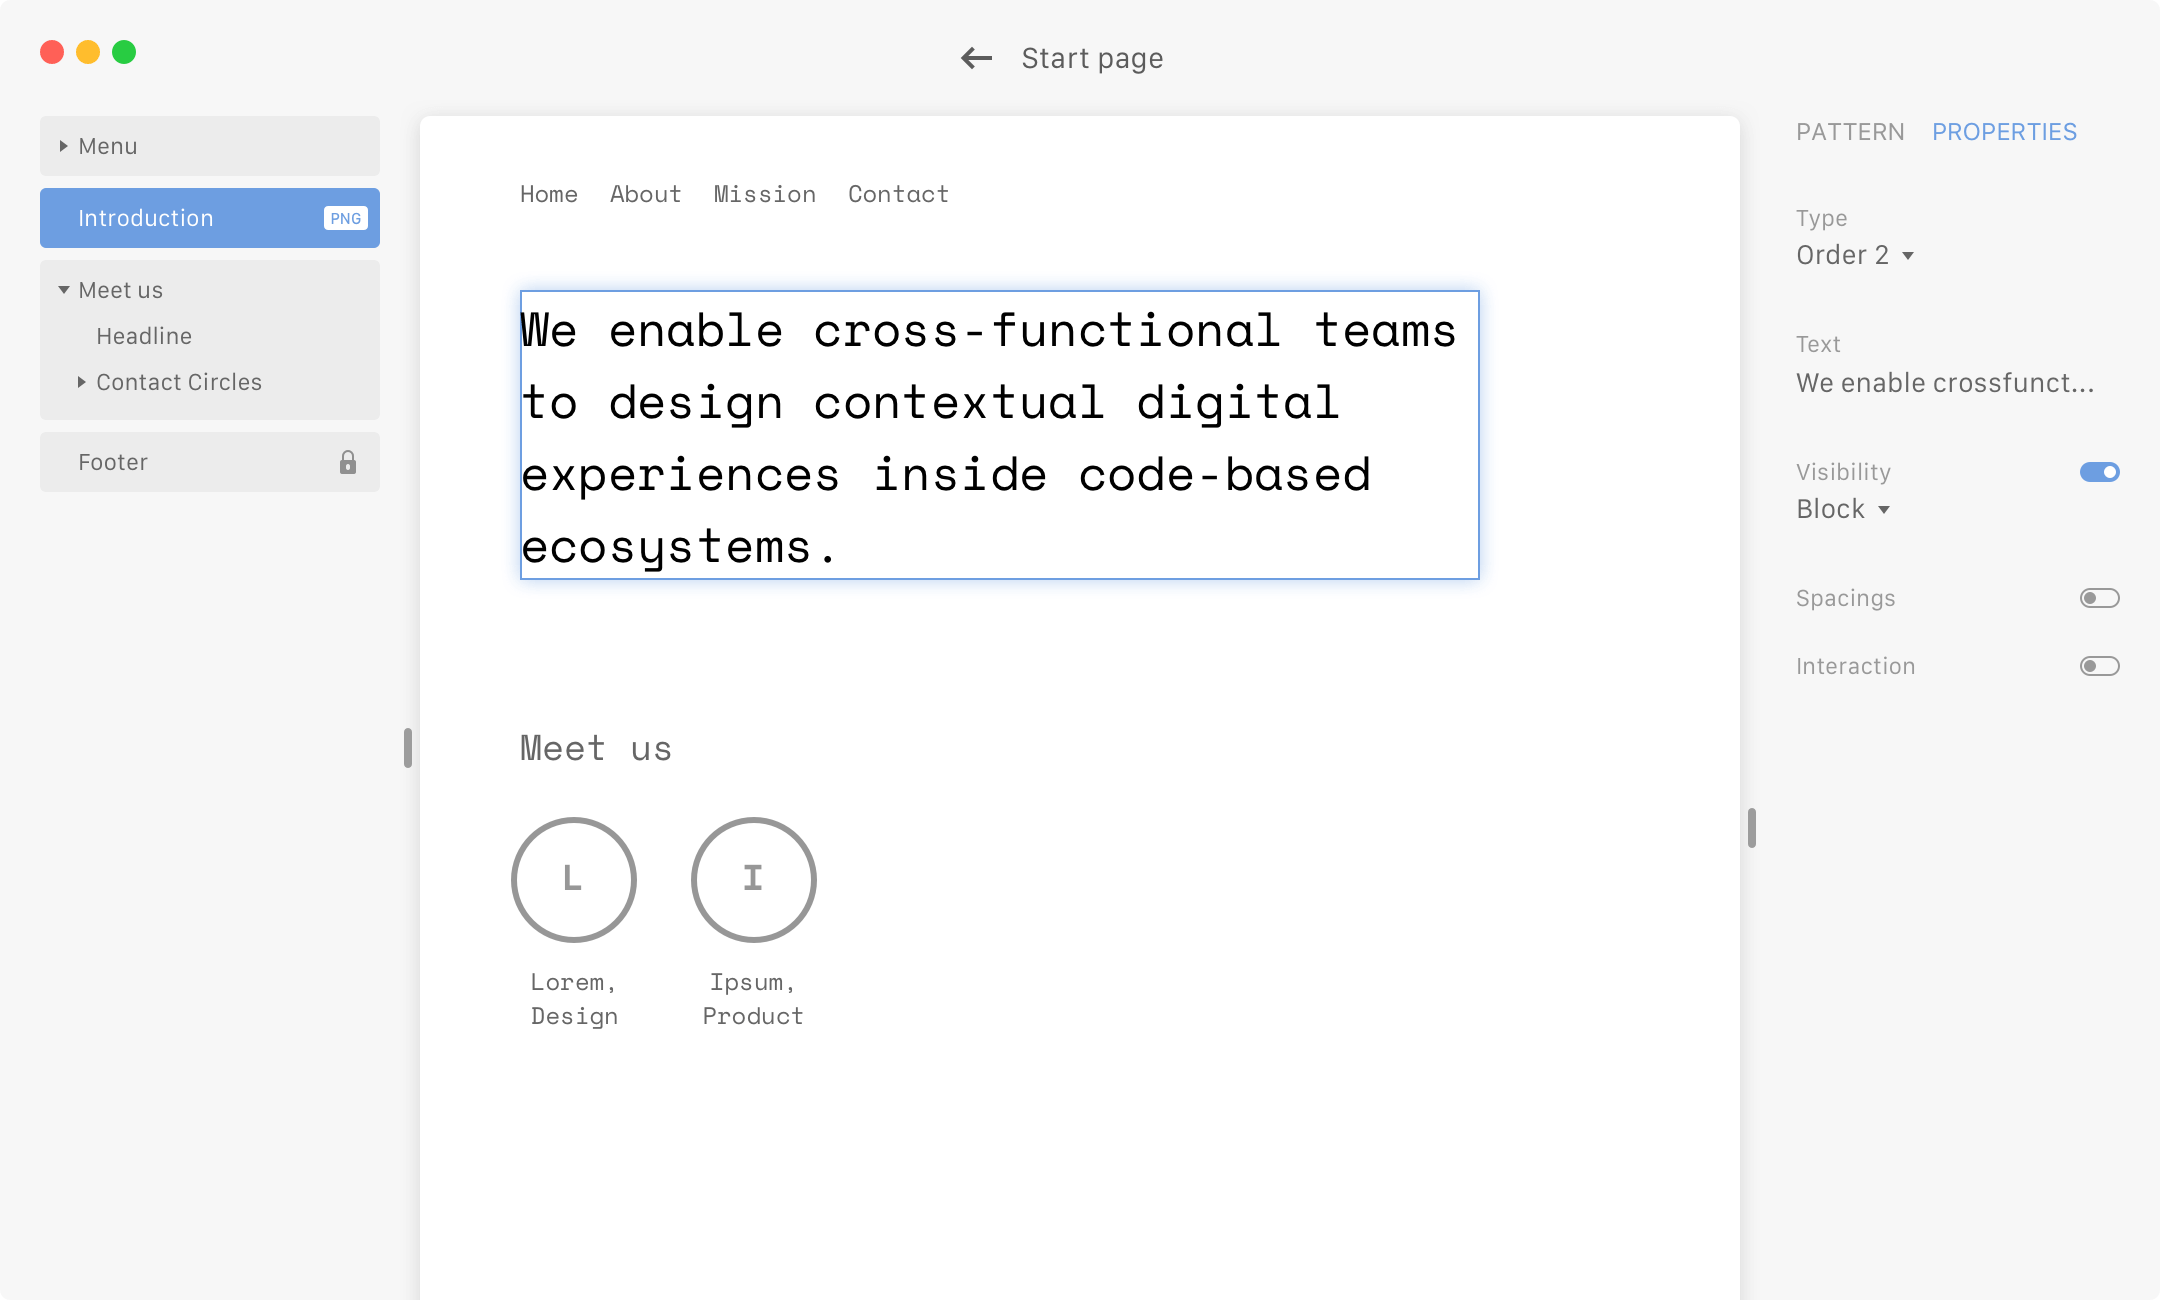 Start page
Menu
Introduction
PNG
Meet us
Headline
Contact Circles
Footer
Home About Mission Contact
We enable cross-functional teams
to design contextual digital
experiences inside code-based
ecosystems.
Meet us
L
Lorem,
Design
I
Ipsum,
Product
PATTERN PROPERTIES
Type
Order 2
Text
We enable crossfunct...
Visibility
Block
Spacings
Interaction